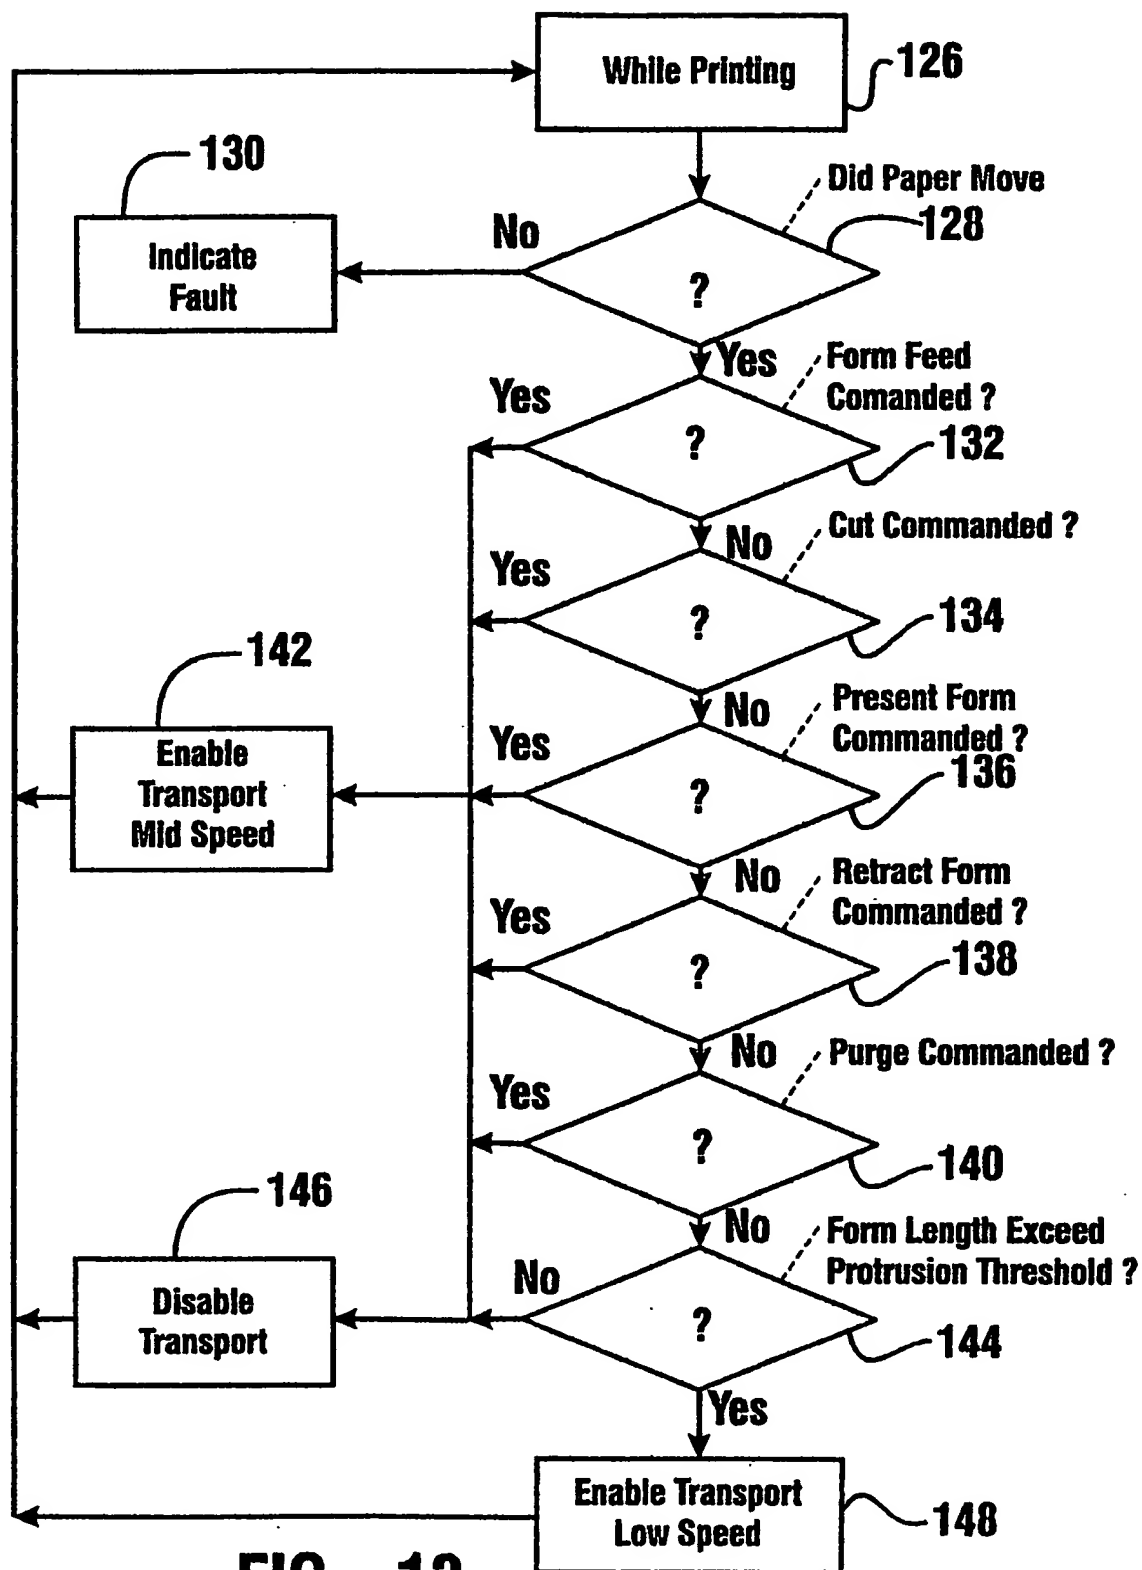 While Printing
126
130
Did Paper Move
128
No
Indicate
Fault
?
Yes
Form Feed
Comanded ?
Yes
?
132
No
Cut Commanded ?
Yes
?
134
142
No
Present Form
Commanded ?
136
Yes
Enable
Transport
Mid Speed
?
No
Retract Form
Commanded ?
Yes
?
138
No
Purge Commanded ?
Yes
?
140
146
No
Form Length Exceed
Protrusion Threshold ?
No
Disable
Transport
?
144
Yes
Enable Transport
Low Speed
148